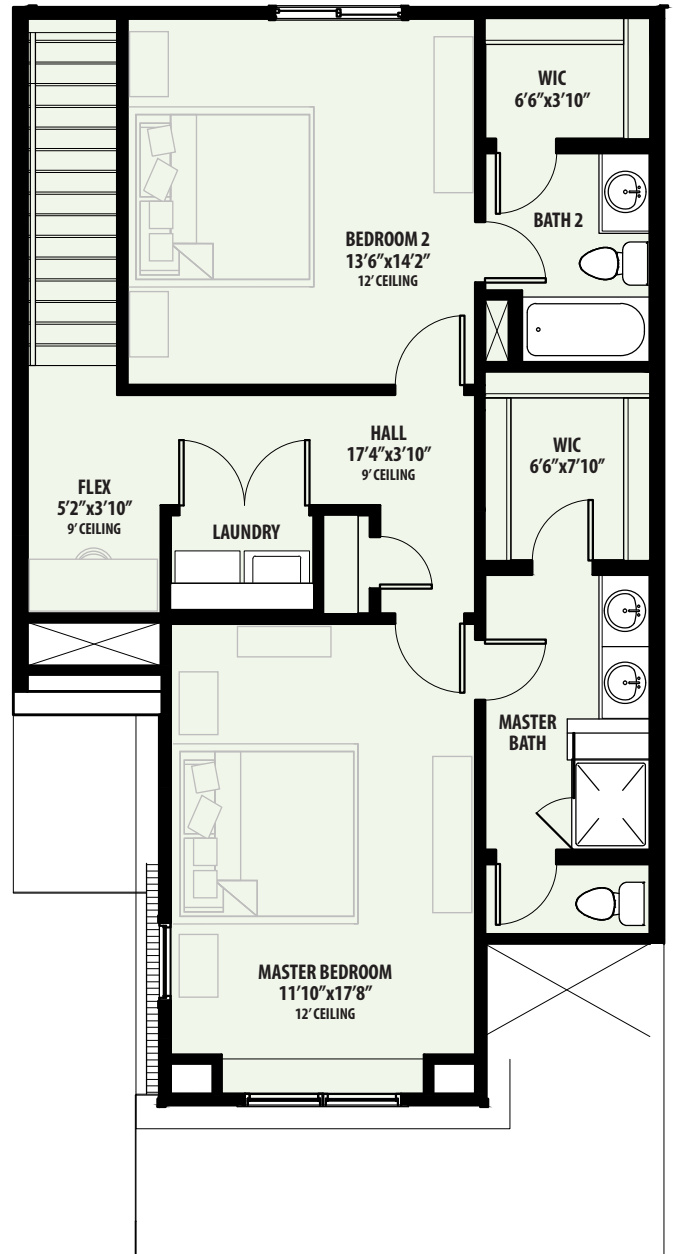 WIC
6’6”x3’10”
BATH 2
BEDROOM 2
13’6”x14’2”
12’ CEILING
HALL
17’4”x3’10”
9’ CEILING
WIC
6’6”x7’10”
FLEX
5’2”x3’10”
9’ CEILING
LAUNDRY
MASTER
BATH
MASTER BEDROOM
11’10”x17’8”
12’ CEILING